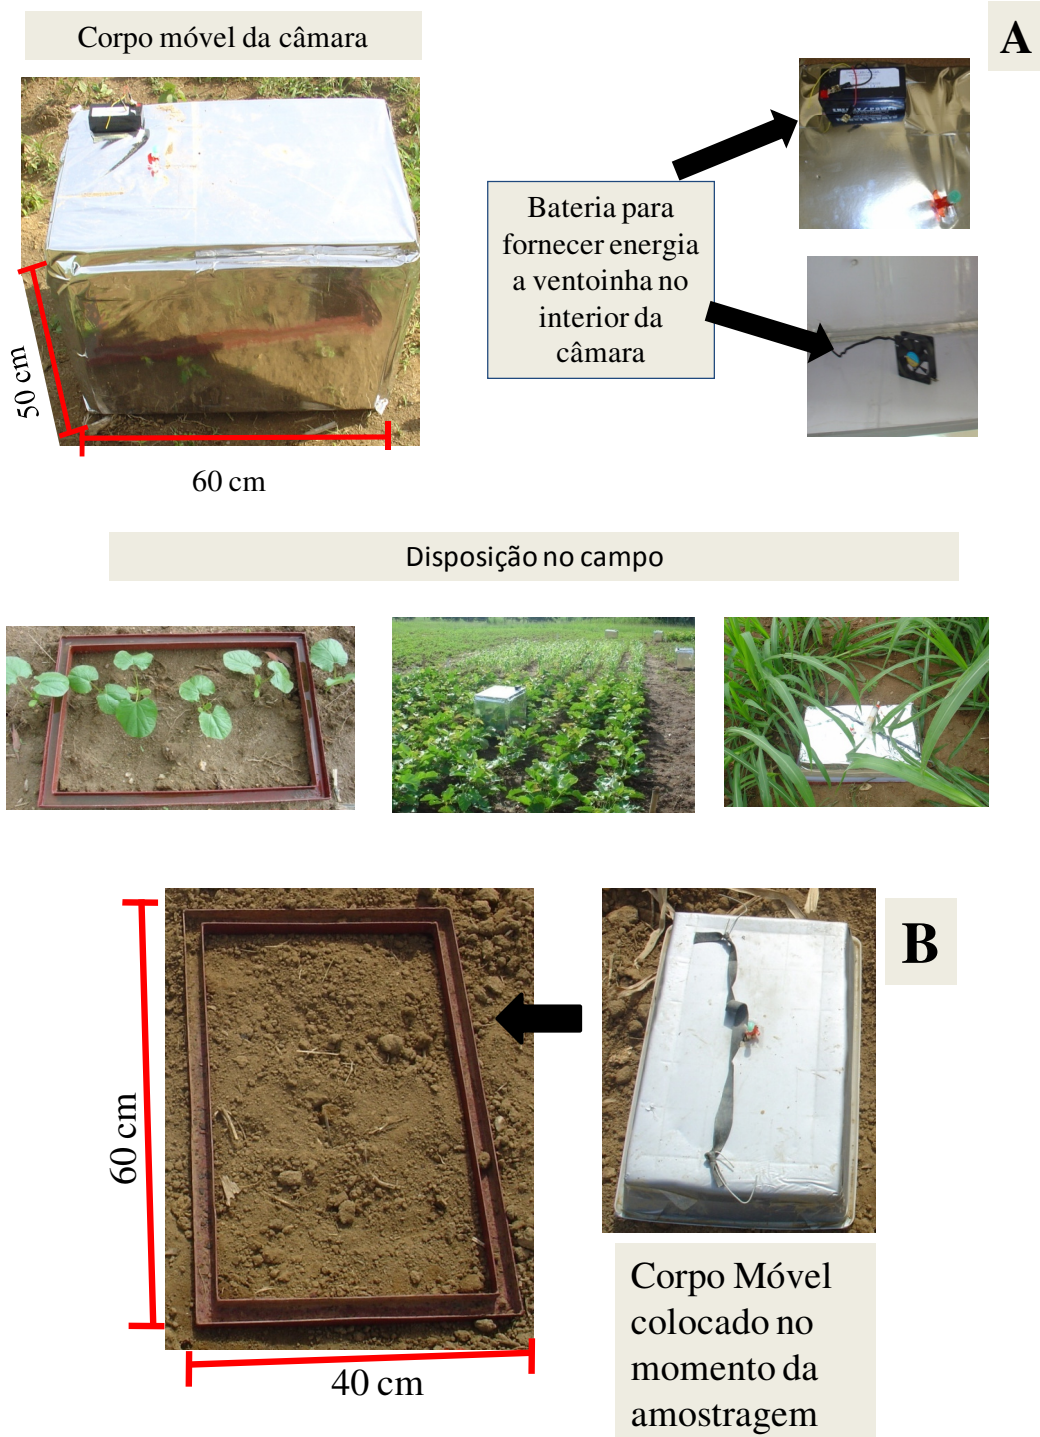 Corpo móvel da câmara
A
Bateria para
fornecer energia
a ventoinha no
interior da
câmara
50 cm
60 cm
Disposição no campo
B
60 cm
40 cm
Corpo Móvel
colocado no
momento da
amostragem